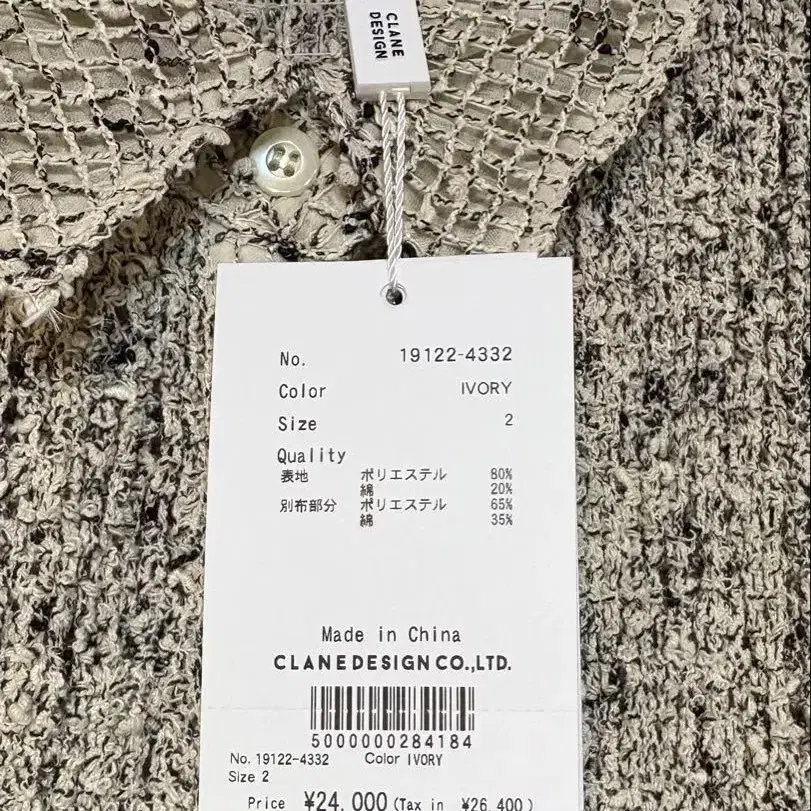 CLANE
DESIGN
No. 19122-4332
Color IVORY
Size 2
Quality
表地 ポリエステル 80%
綿 20%
別布部分 ポリエステル 65%
綿 35%
Made in China
CLANE DESIGN CO.,LTD.
5000000284184
No. 19122-4332 Color IVORY
Size 2
Price ¥24,000 (Tax in ¥26,400)